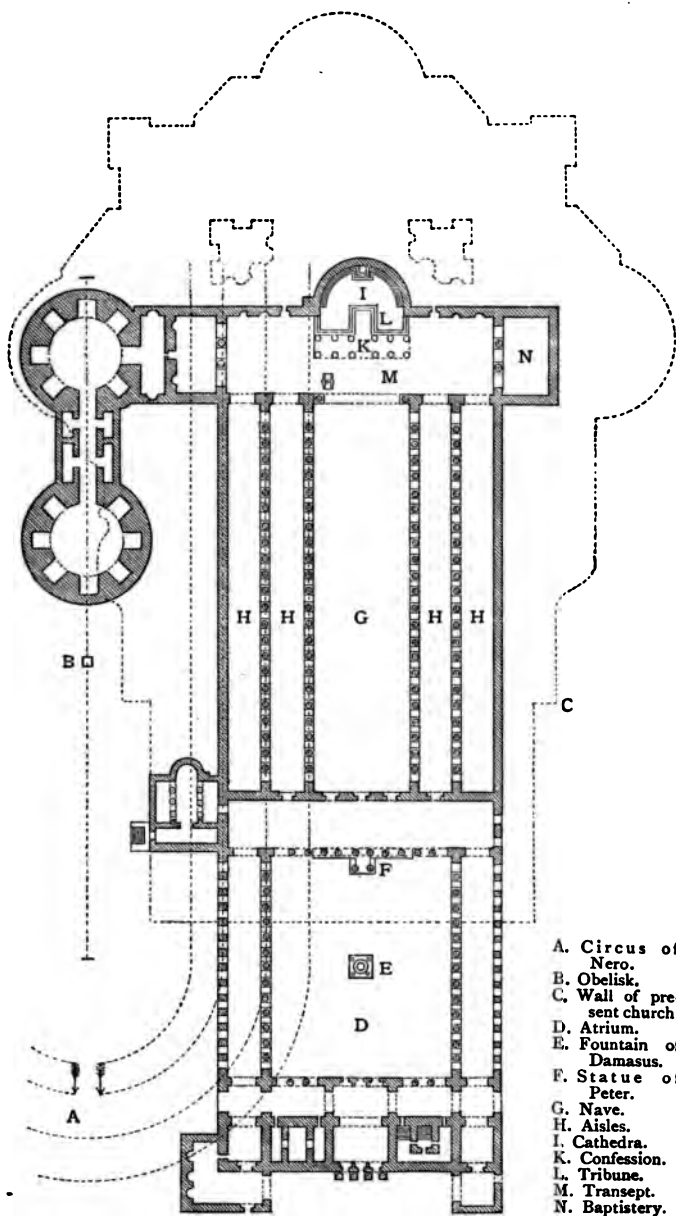 I
L
K
N
M
H H G H H
B
C
F
E
D
A
A. Circus of
Nero.
B. Obelisk.
C. Wall of pre-
sent church
D. Atrium.
E. Fountain of
Damasus.
F. Statue of
Peter.
G. Nave.
H. Aisles.
I. Cathedra.
K. Confession.
L. Tribune.
M. Transept.
N. Baptistery.